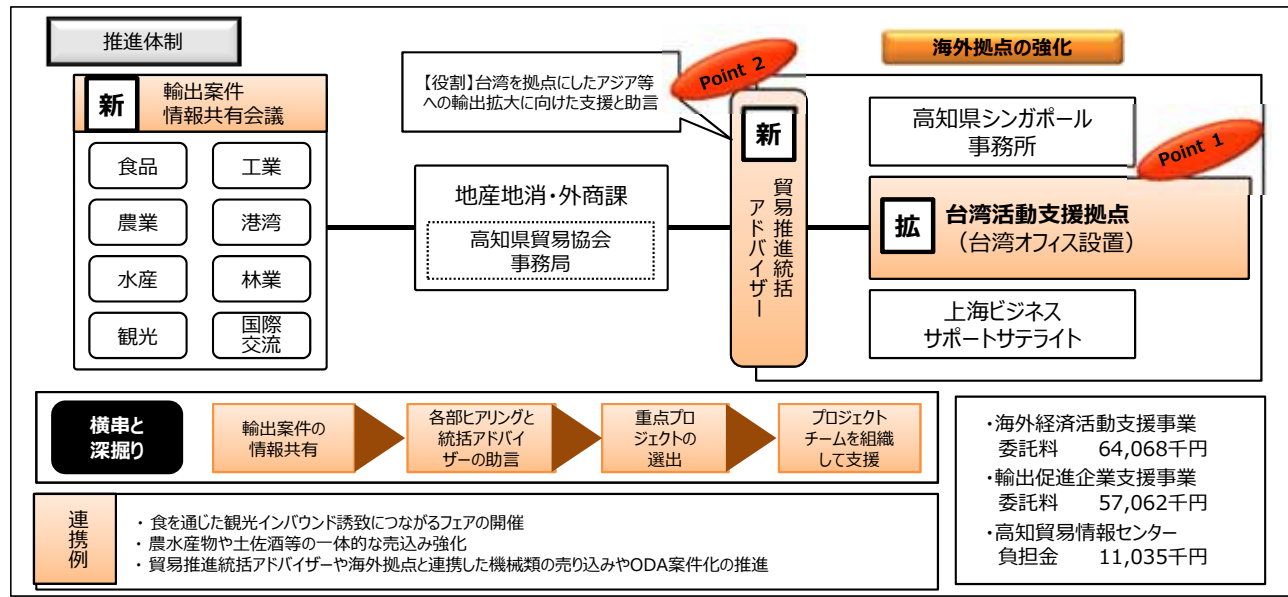 推進体制
新
輸出案件
情報共有会議
食品
工業
農業
港湾
水産
林業
観光
国際
交流
地産地消・外商課
高知県貿易協会
事務局
【役割】台湾を拠点にしたアジア等
への輸出拡大に向けた支援と助言
Point 2
新
貿易推進統括
アドバイザー
海外拠点の強化
高知県シンガポール
事務所
Point 1
拡
台湾活動支援拠点
（台湾オフィス設置）
上海ビジネス
サポートサテライト
横串と
深掘り
輸出案件の
情報共有
各部ヒアリングと
統括アドバイ
ザーの助言
重点プロ
ジェクトの
選出
プロジェクト
チームを組織
して支援
連携例
・ 食を通じた観光インバウンド誘致につながるフェアの開催
・ 農水産物や土佐酒等の一体的な売込み強化
・ 貿易推進統括アドバイザーや海外拠点と連携した機械類の売り込みやODA案件化の推進
・海外経済活動支援事業
委託料 64,068千円
・輸出促進企業支援事業
委託料 57,062千円
・高知貿易情報センター
負担金 11,035千円